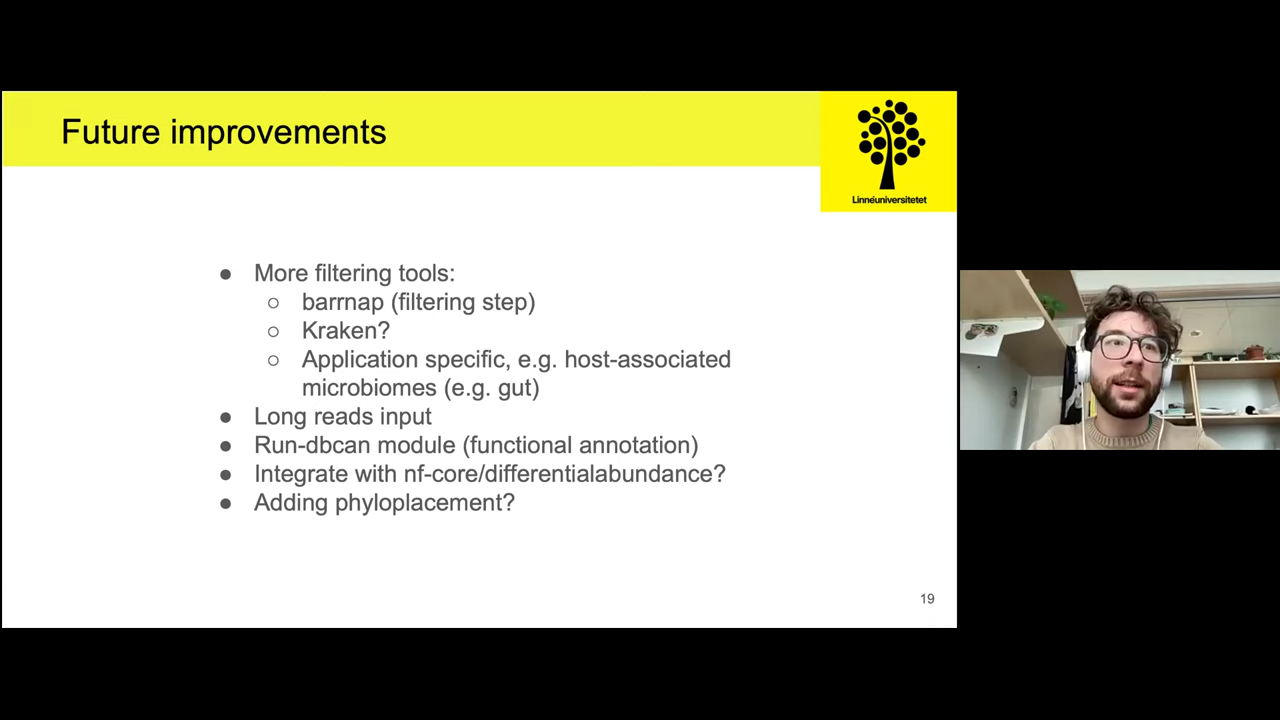 Future improvements
Linnéuniversitetet
● More filtering tools:
○ barrnap (filtering step)
○ Kraken?
○ Application specific, e.g. host-associated
microbiomes (e.g. gut)
● Long reads input
● Run-dbcan module (functional annotation)
● Integrate with nf-core/differentialabundance?
● Adding phyloplacement?
19